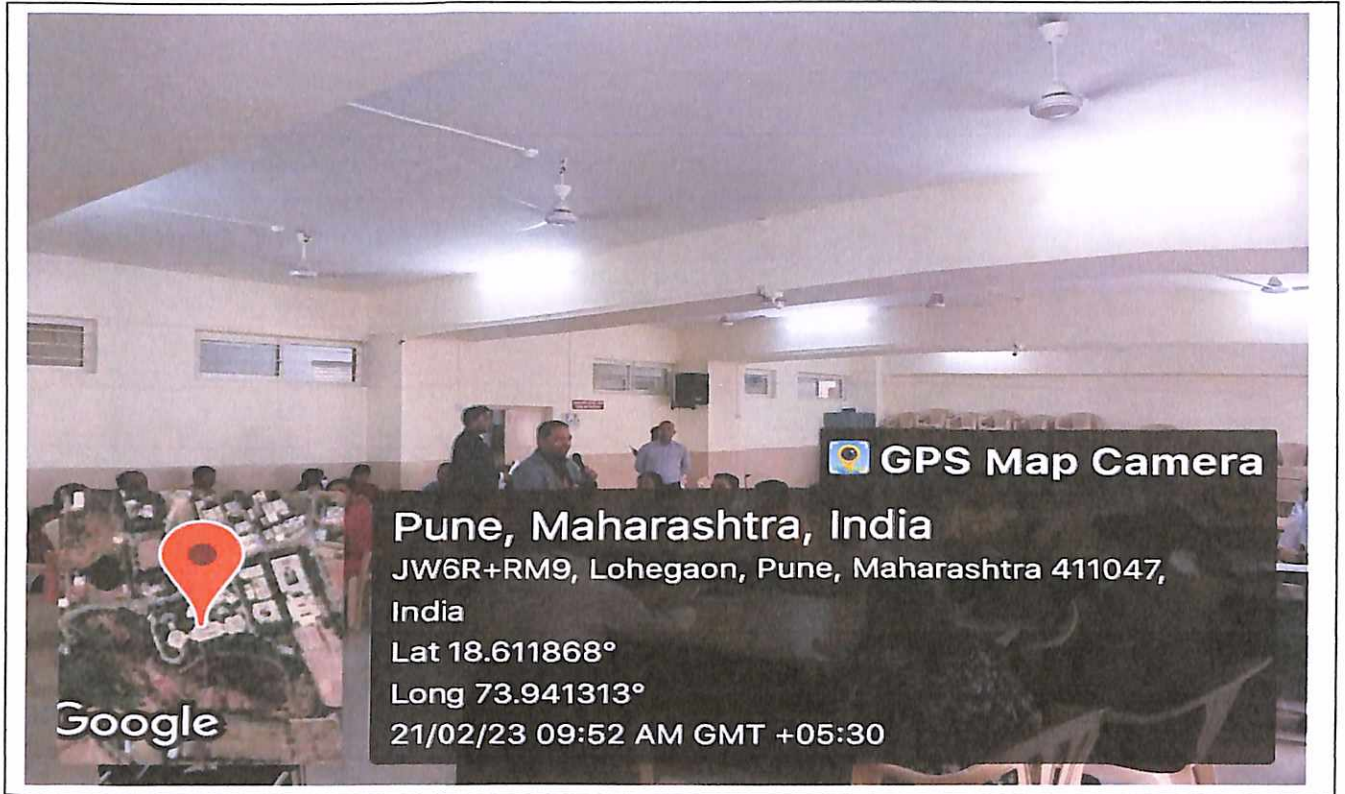 GPS Map Camera
Pune, Maharashtra, India
JW6R+RM9, Lohegaon, Pune, Maharashtra 411047,
India
Lat 18.611868°
Long 73.941313°
21/02/23 09:52 AM GMT +05:30
Google